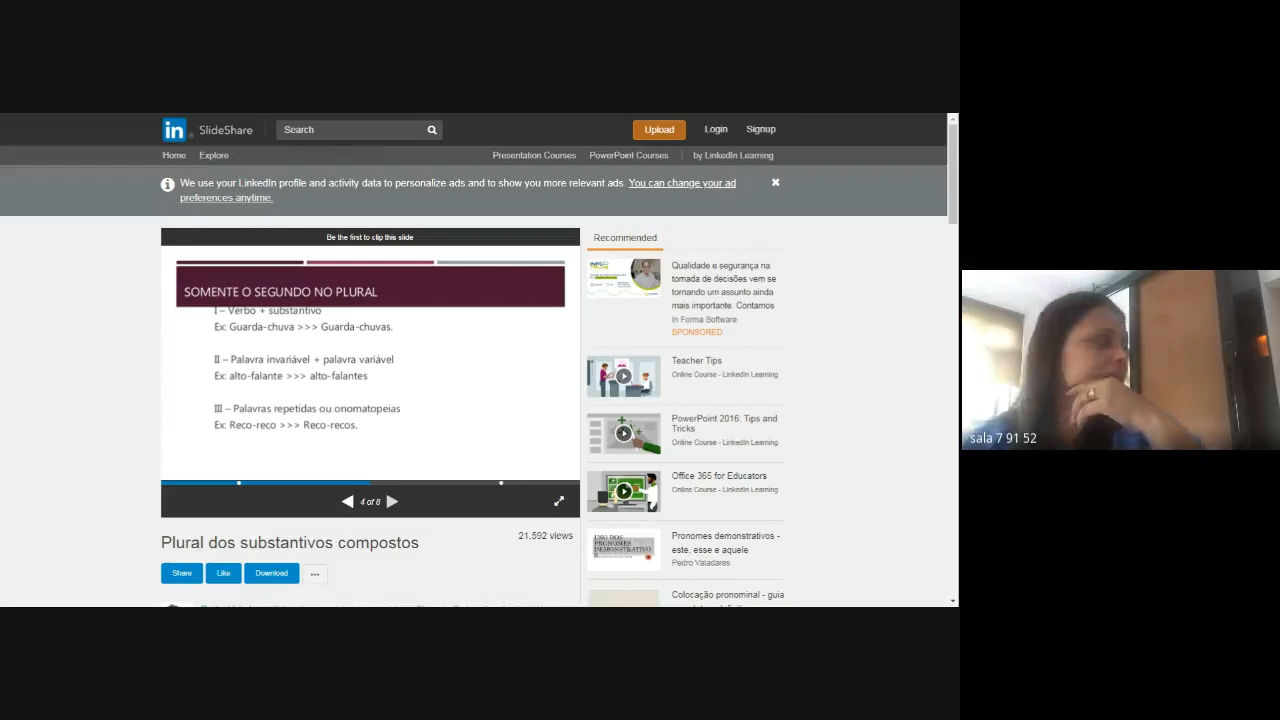 in SlideShare
Search
Upload
Login
Signup
Home
Explore
Presentation Courses
PowerPoint Courses
by LinkedIn Learning
We use your LinkedIn profile and activity data to personalize ads and to show you more relevant ads. You can change your ad
preferences anytime.
Be the first to clip this slide
SOMENTE O SEGUNDO NO PLURAL
I – Verbo + substantivo
Ex: Guarda-chuva >>> Guarda-chuvas.
II – Palavra invariável + palavra variável
Ex: alto-falante >>> alto-falantes
III – Palavras repetidas ou onomatopeias
Ex: Reco-reco >>> Reco-recos.
4 of 8
Plural dos substantivos compostos
21,592 views
Share
Like
Download
...
Recommended
Qualidade e segurança na
tomada de decisões vem se
tornando um assunto ainda
mais importante. Contamos
In Forma Software
SPONSORED
Teacher Tips
Online Course - LinkedIn Learning
PowerPoint 2016: Tips and
Tricks
Online Course - LinkedIn Learning
Office 365 for Educators
Online Course - LinkedIn Learning
USO DOS
PRONOMES
DEMONSTRATIVO
S
Pronomes demonstrativos -
este, esse e aquele
Pedro Valadares
Colocação pronominal - guia
sala 7 91 52